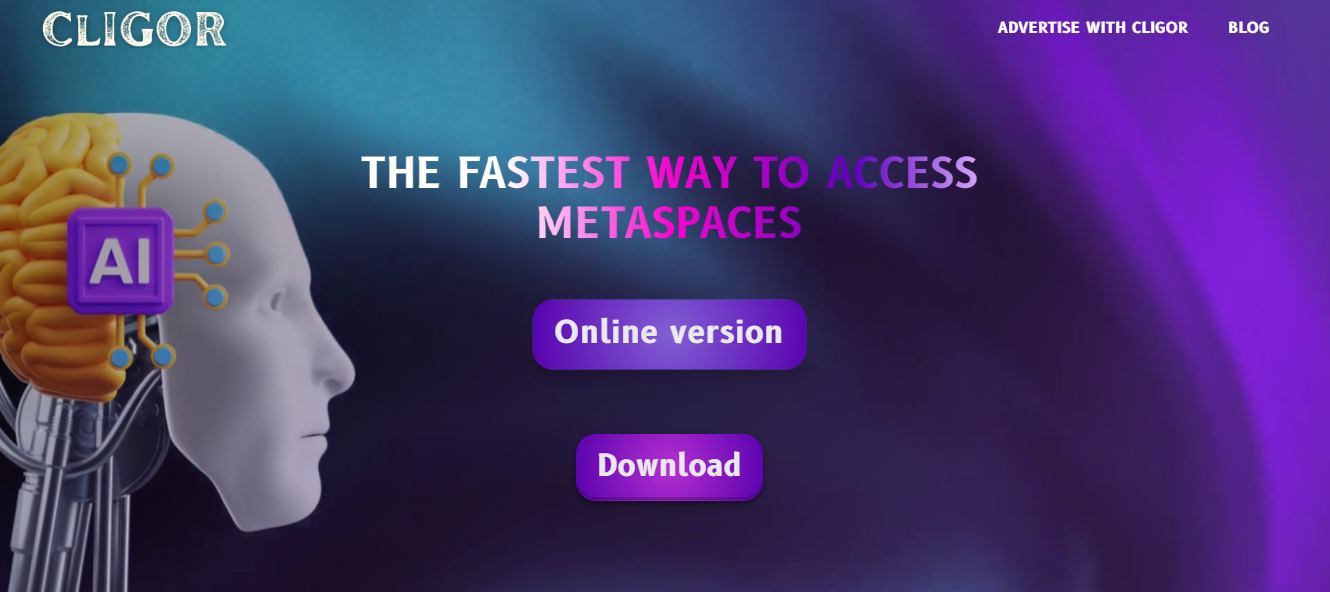 CLIGOR
ADVERTISE WITH CLIGOR
BLOG
THE FASTEST WAY TO ACCESS
METASPACES
AI
Online version
Download